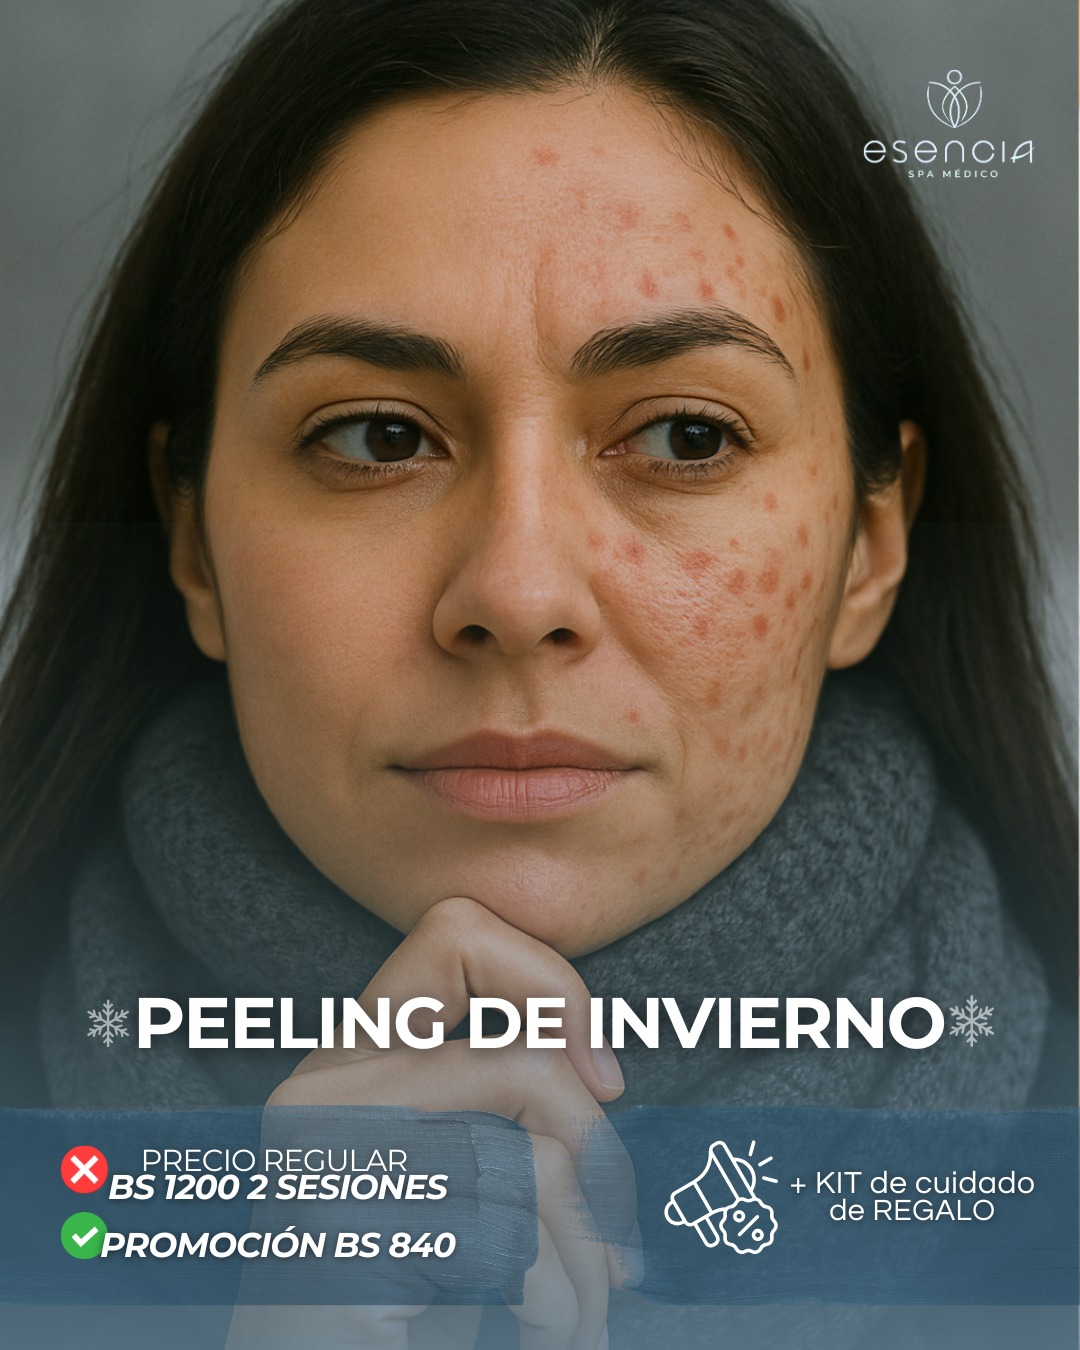 esencia
SPA MÉDICO
PEELING DE INVIERNO
PRECIO REGULAR
BS 1200 2 SESIONES
PROMOCIÓN BS 840
+ KIT de cuidado
de REGALO